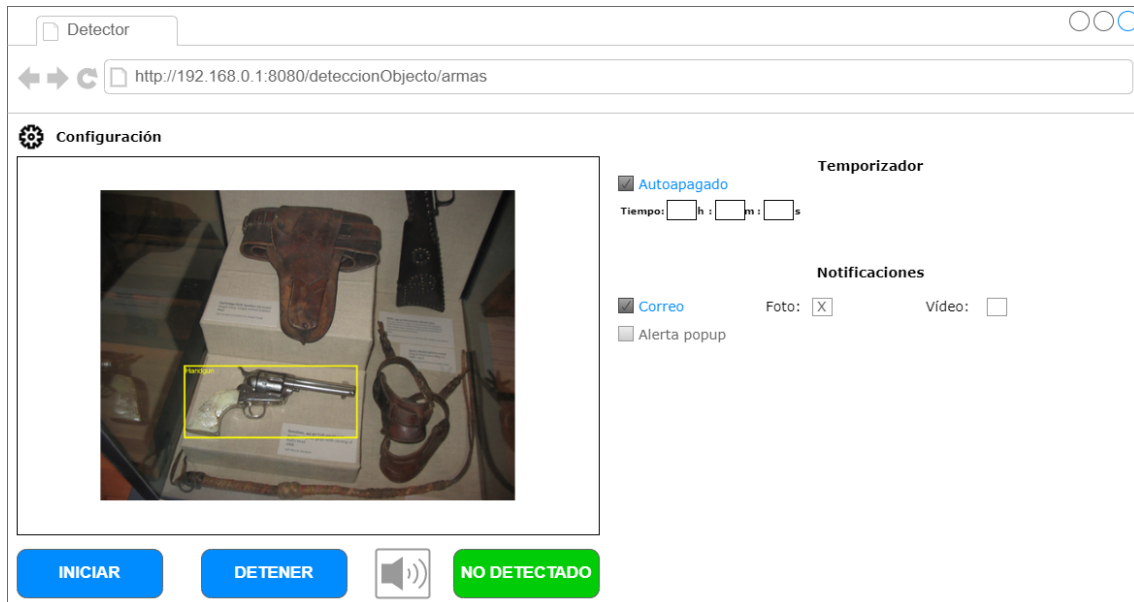 Detector
http://192.168.0.1:8080/deteccionObjecto/armas
Configuración
Temporizador
Autoapagado
Tiempo: h : m : s
Notificaciones
Correo Foto: X Vídeo:
Alerta popup
Handgun
INICIAR DETENER NO DETECTADO